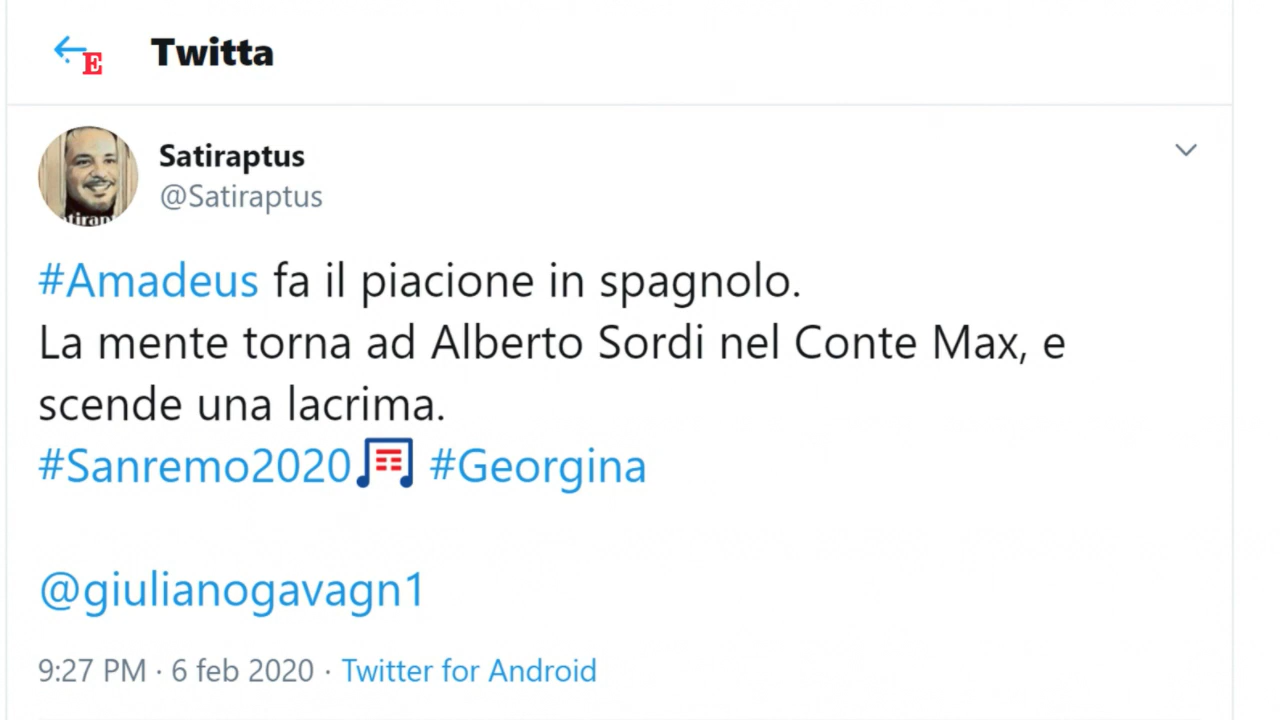 E
Twitta
Satiraptus
@Satiraptus
#Amadeus fa il piacione in spagnolo.
La mente torna ad Alberto Sordi nel Conte Max, e
scende una lacrima.
#Sanremo2020 #Georgina
@giulianogavagn1
9:27 PM · 6 feb 2020 · Twitter for Android